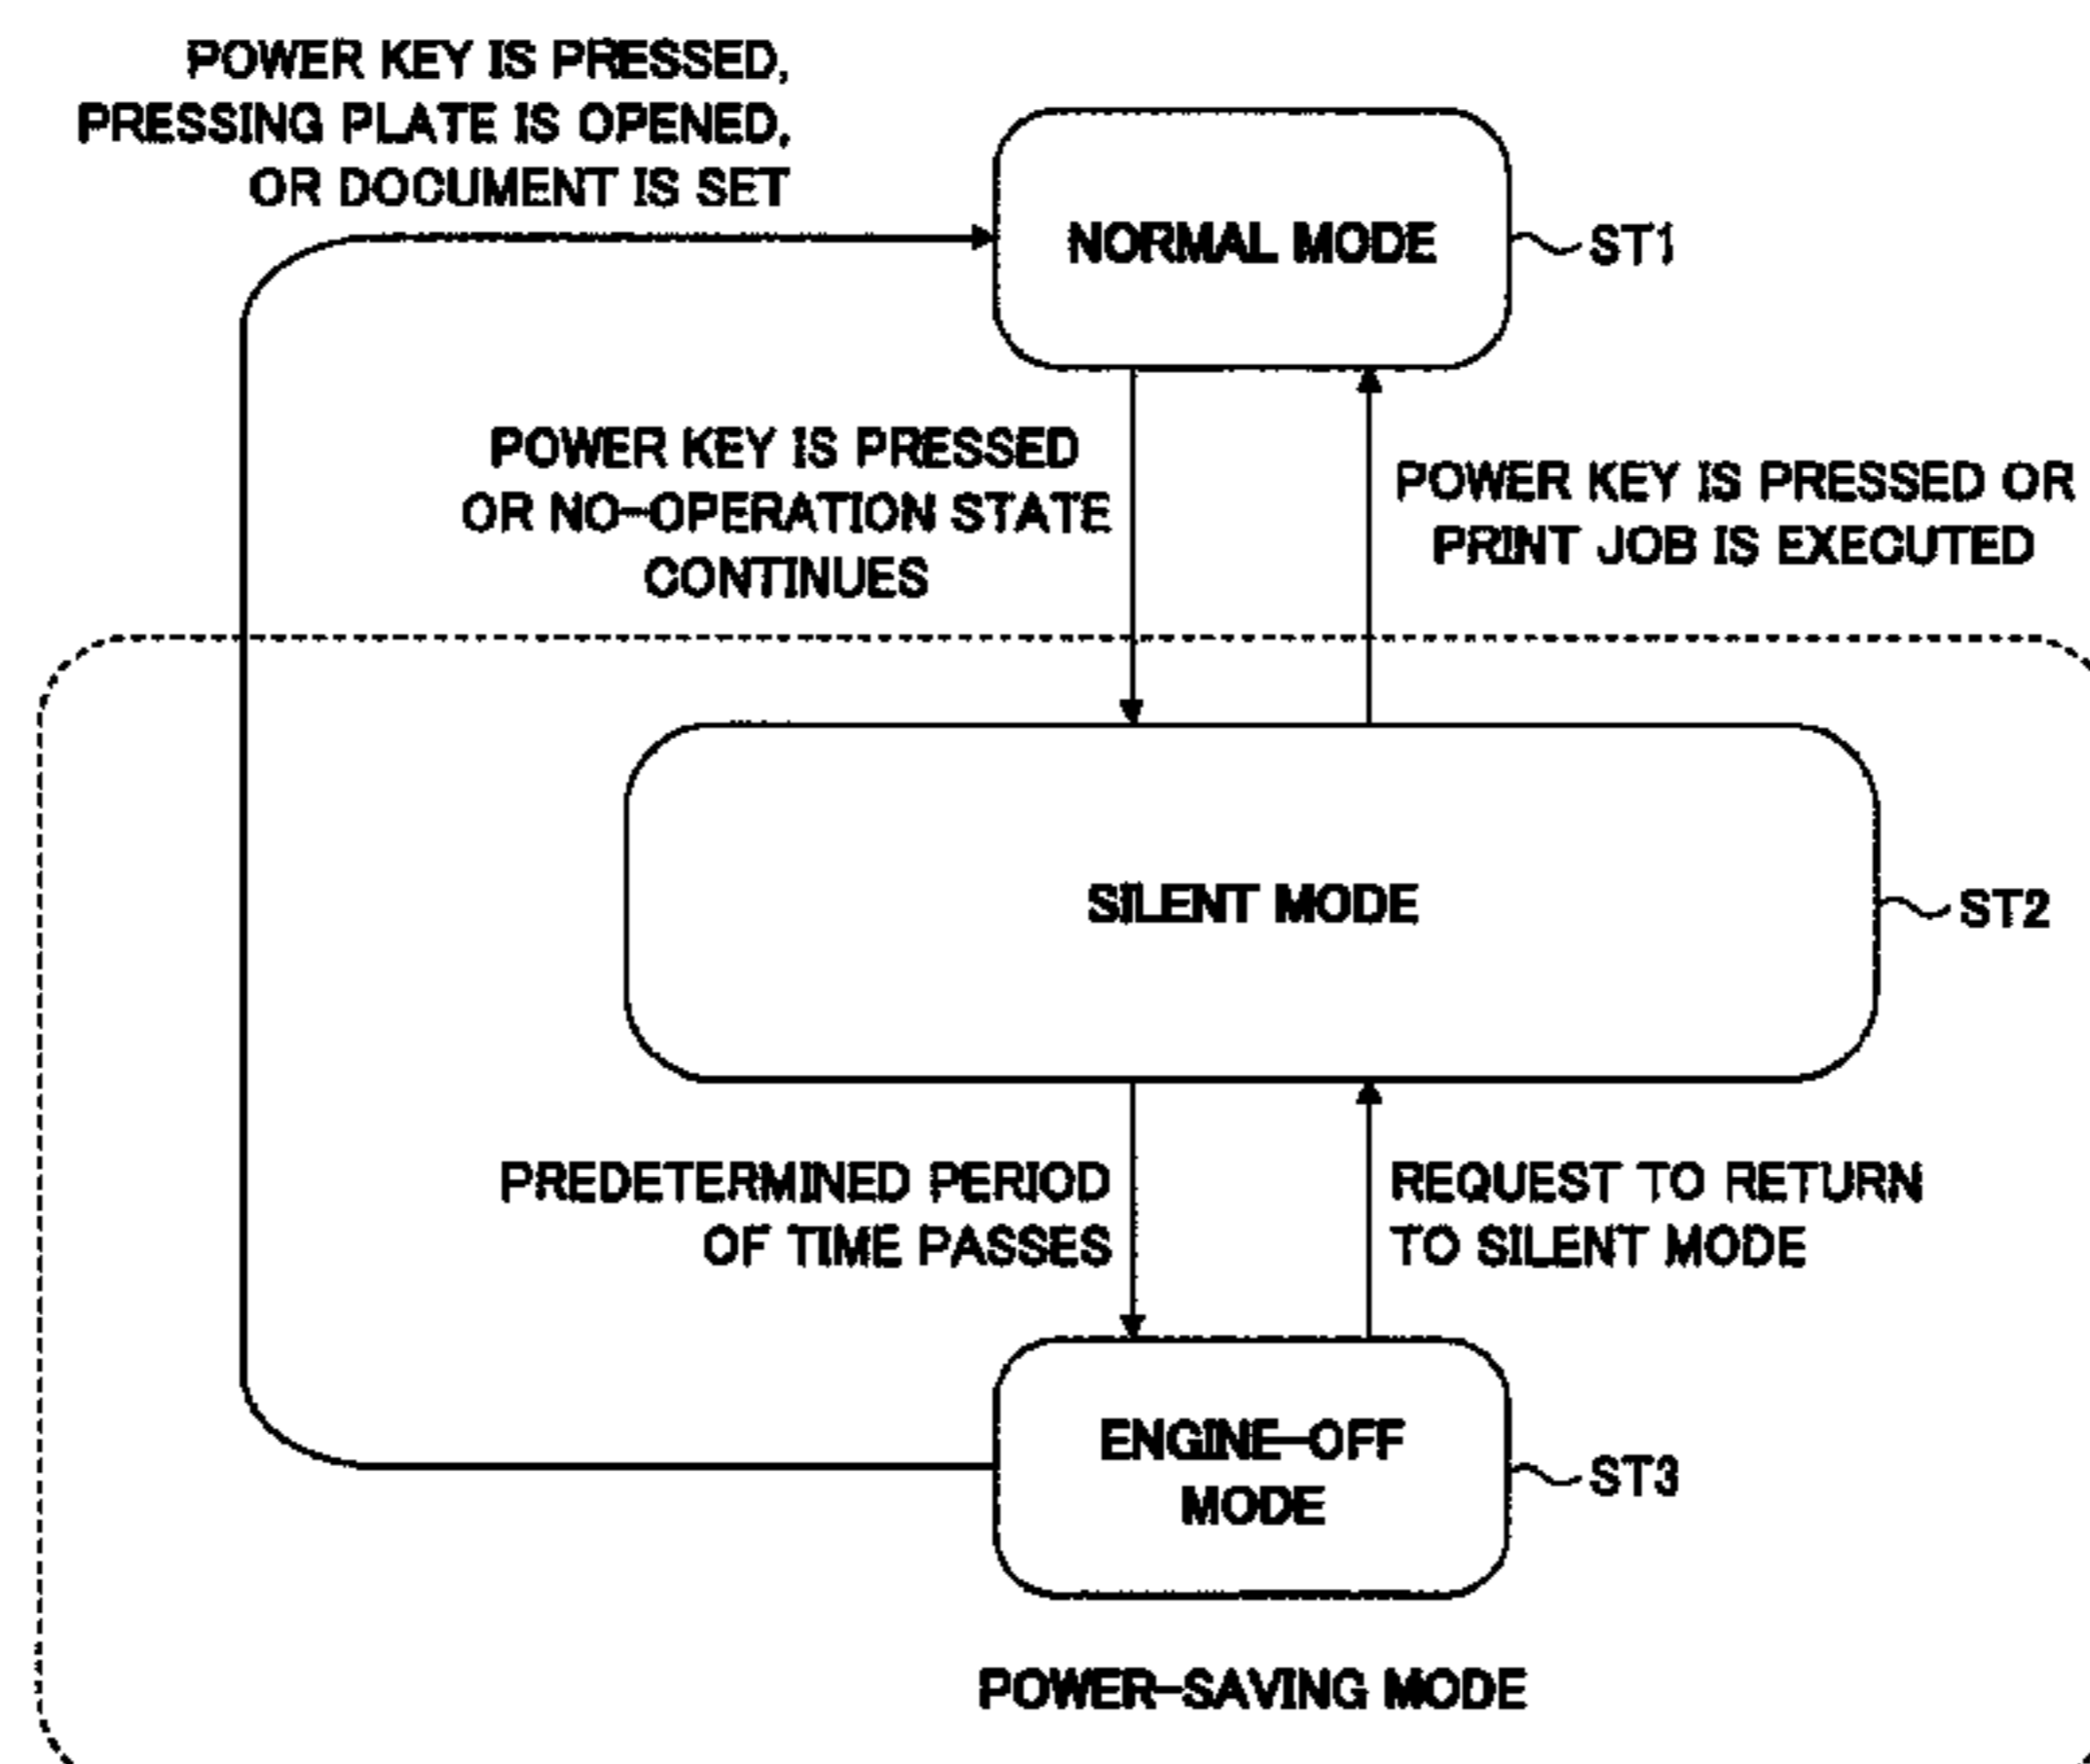 POWER KEY IS PRESSED,
PRESSING PLATE IS OPENED,
OR DOCUMENT IS SET
NORMAL MODE
ST1
POWER KEY IS PRESSED
OR NO-OPERATION STATE
CONTINUES
POWER KEY IS PRESSED OR
PRINT JOB IS EXECUTED
SILENT MODE
ST2
PREDETERMINED PERIOD
OF TIME PASSES
REQUEST TO RETURN
TO SILENT MODE
ENGINE-OFF
MODE
ST3
POWER-SAVING MODE